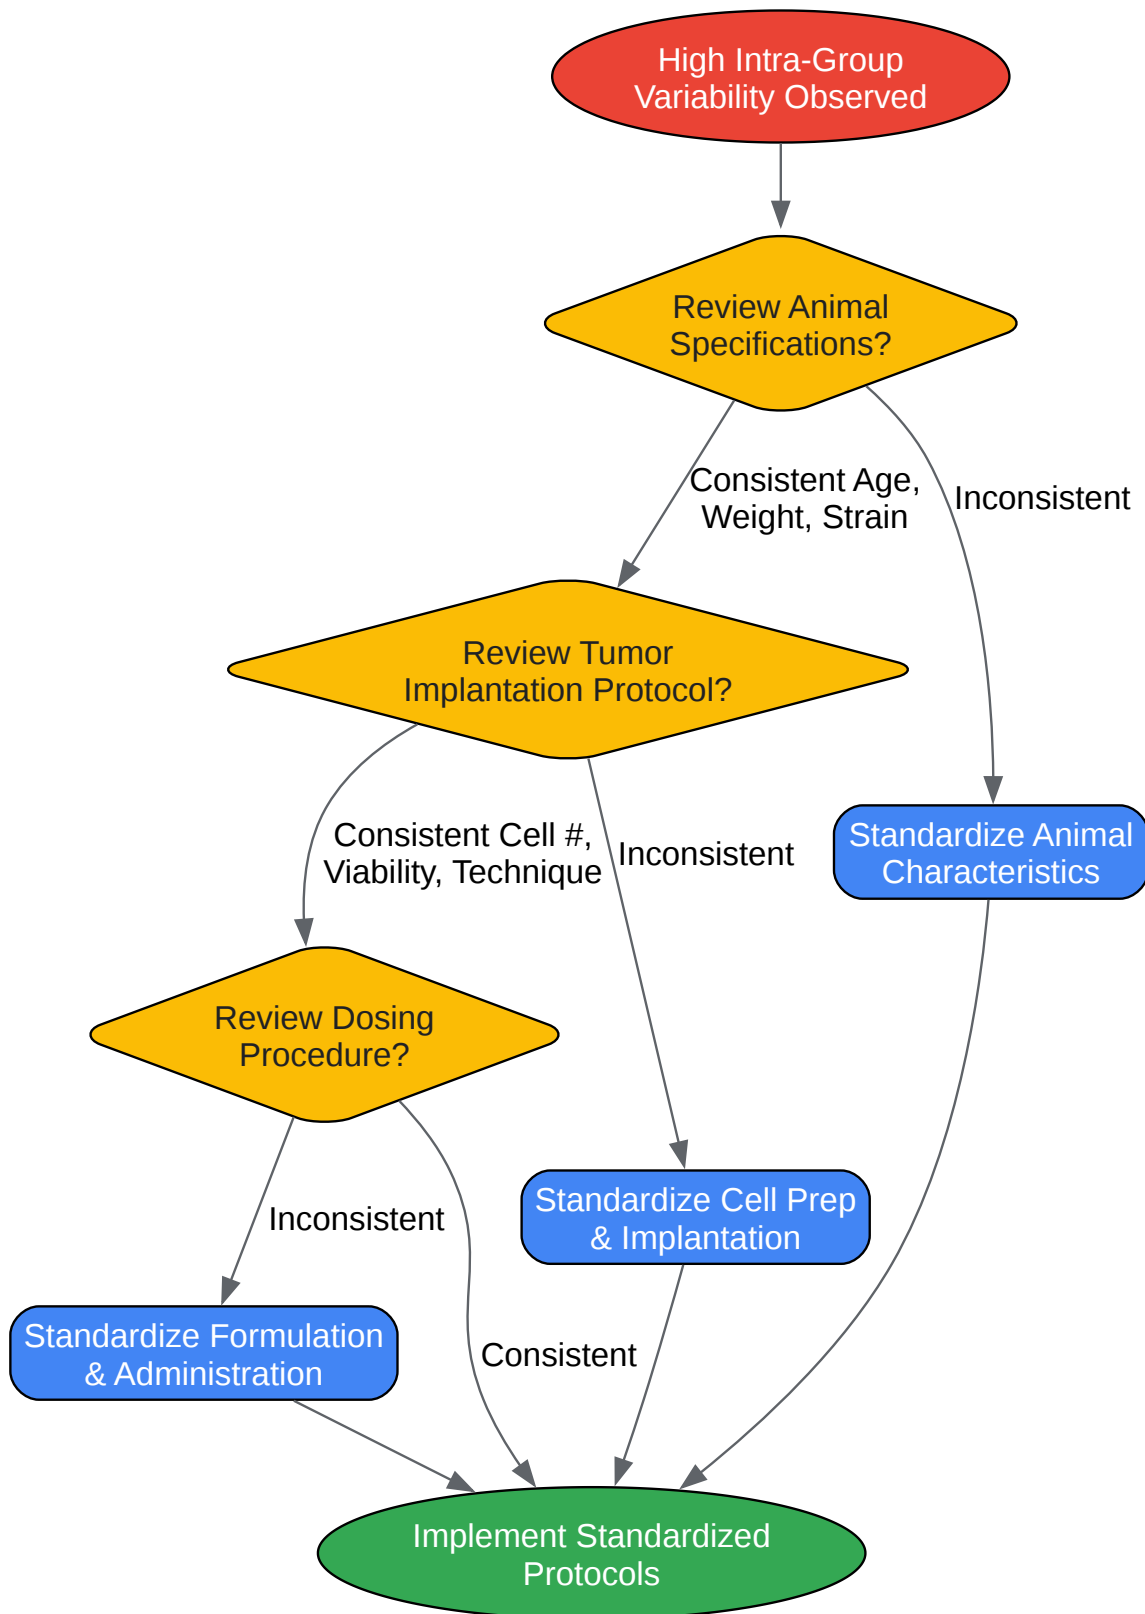 High Intra-Group
Variability Observed
Review Animal
Specifications?
Consistent Age,
Weight, Strain
Inconsistent
Review Tumor
Implantation Protocol?
Consistent Cell #,
Viability, Technique
Inconsistent
Standardize Animal
Characteristics
Review Dosing
Procedure?
Inconsistent
Standardize Cell Prep
& Implantation
Standardize Formulation
& Administration
Consistent
Implement Standardized
Protocols